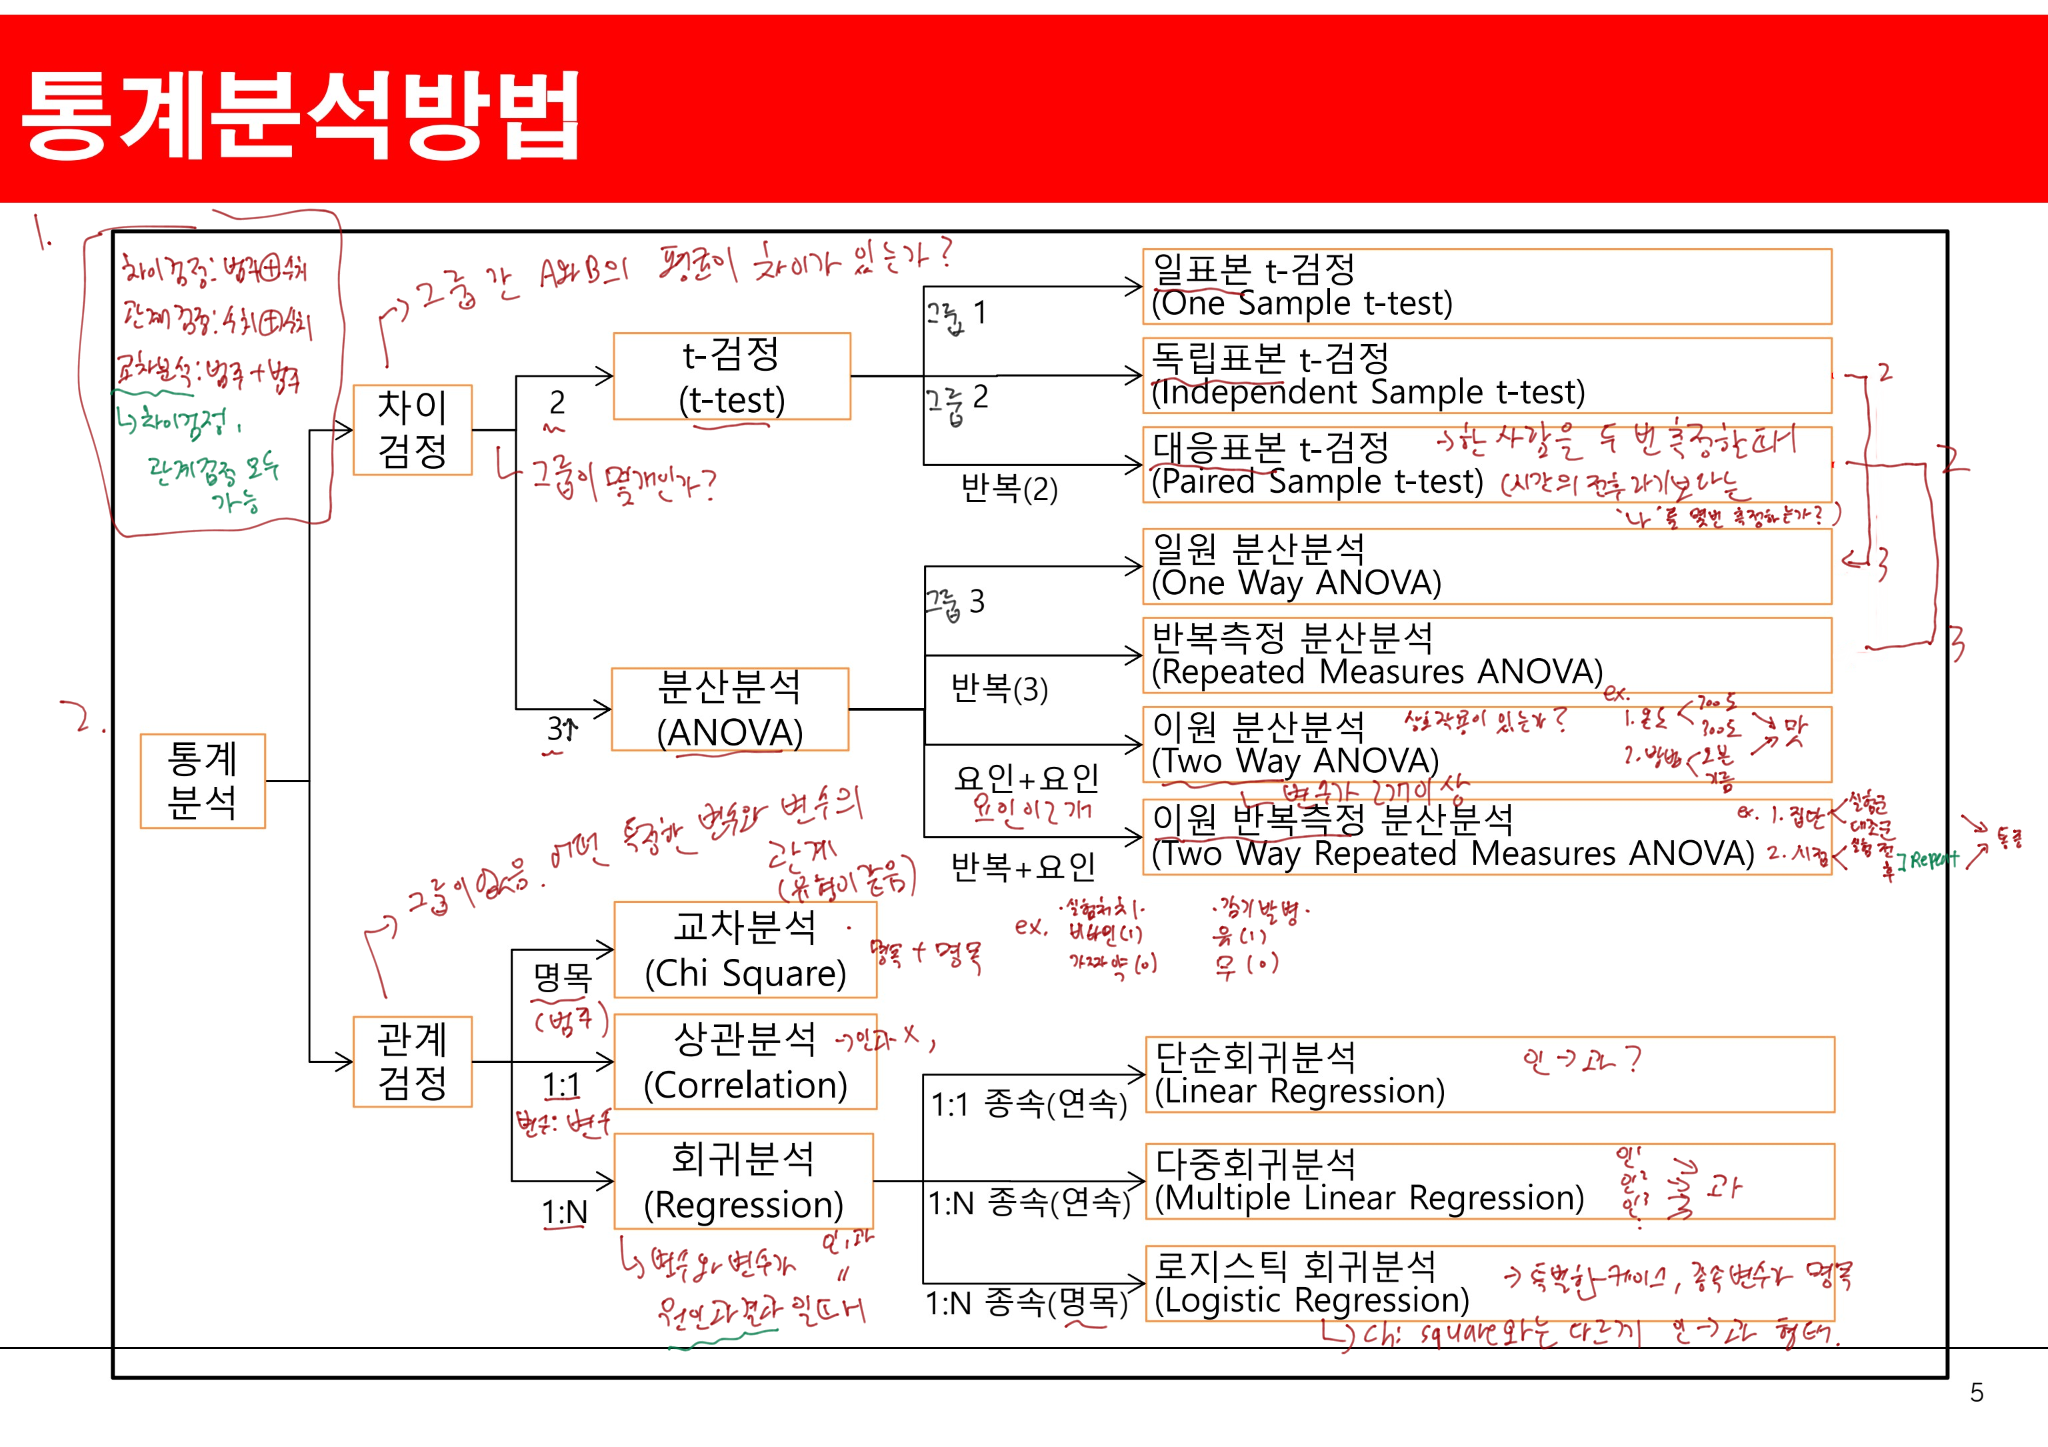 통계분석방법
1.
차이검정: 범주⊕수치
관계검정: 수치⊕수치
교차분석: 범주+범주
↳차이검정,
관계검정 모두
가능
→그룹 간 A와B의 평균이 차이가 있는가?
2.
통계
분석
차이
검정
2
↳그룹이 몇개인가?
3↑
t-검정
(t-test)
그룹 1
그룹 2
반복(2)
일표본 t-검정
(One Sample t-test)
독립표본 t-검정
(Independent Sample t-test)
대응표본 t-검정
(Paired Sample t-test)
→한 사람을 두 번 측정할때
(시간의 전후라기보다는
'나'를 몇번 측정하는가?)
2
3
2
3
분산분석
(ANOVA)
그룹 3
반복(3)
요인+요인
요인이 2개
반복+요인
일원 분산분석
(One Way ANOVA)
반복측정 분산분석
(Repeated Measures ANOVA)
이원 분산분석
(Two Way ANOVA)
상호작용이 있는가?
↳변수가 2개이상
ex.
1.온도 200도
300도
2.방법 오븐
기름
맛
이원 반복측정 분산분석
(Two Way Repeated Measures ANOVA)
ex. 1.집단 실험군
대조군
2.시점 실험 전
후
Repeat
통증
→그룹이 없음. 어떤 특정한 변수와 변수의
관계
(유형이 같음)
관계
검정
명목
(범주)
1:1
변수: 변수
1:N
교차분석
(Chi Square)
명목 + 명목
ex. ·실험처치· ·감기발병·
비타민(1) 유(1)
가짜약(0) 무(0)
상관분석
(Correlation)
→인과 X,
회귀분석
(Regression)
인,과
↳변수와 변수가
원인과결과 일때
1:1 종속(연속)
1:N 종속(연속)
1:N 종속(명목)
단순회귀분석
(Linear Regression)
인→과?
다중회귀분석
(Multiple Linear Regression)
인1
인2
인3
과
로지스틱 회귀분석
(Logistic Regression)
→특별한 케이스, 종속변수가 명목
↳Chi square와는 다르게 인→과 형태.
5